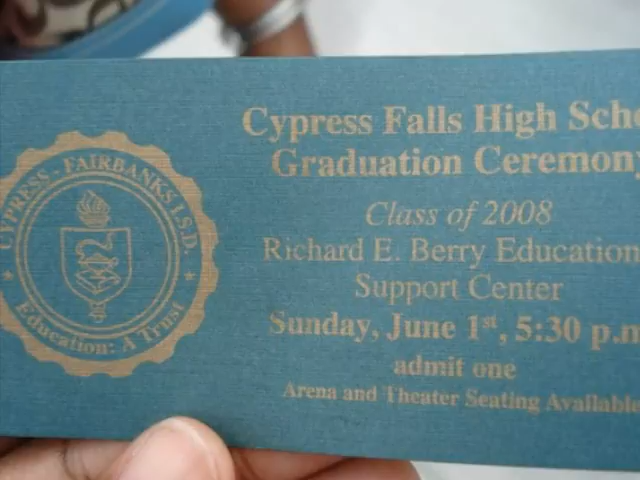 CYPRESS - FAIRBANKS I.S.D.
Education: A Trust
Cypress Falls High Scho
Graduation Ceremony
Class of 2008
Richard E. Berry Education
Support Center
Sunday, June 1st, 5:30 p.m
admit one
Arena and Theater Seating Available